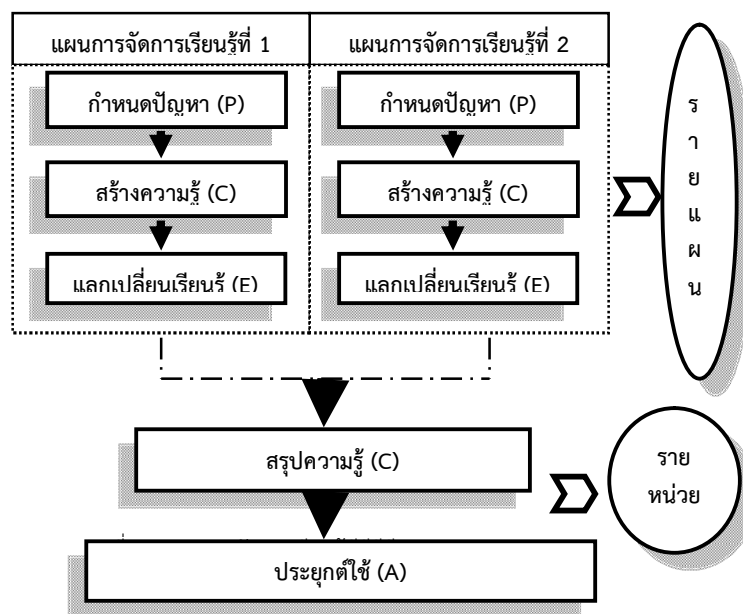 แผนการจัดการเรียนรู้ที่ 1
แผนการจัดการเรียนรู้ที่ 2
กำหนดปัญหา (P)
กำหนดปัญหา (P)
สร้างความรู้ (C)
สร้างความรู้ (C)
แลกเปลี่ยนเรียนรู้ (E)
แลกเปลี่ยนเรียนรู้ (E)
ร
า
ย
แ
ผ
น
สรุปความรู้ (C)
ราย
หน่วย
ประยุกต์ใช้ (A)